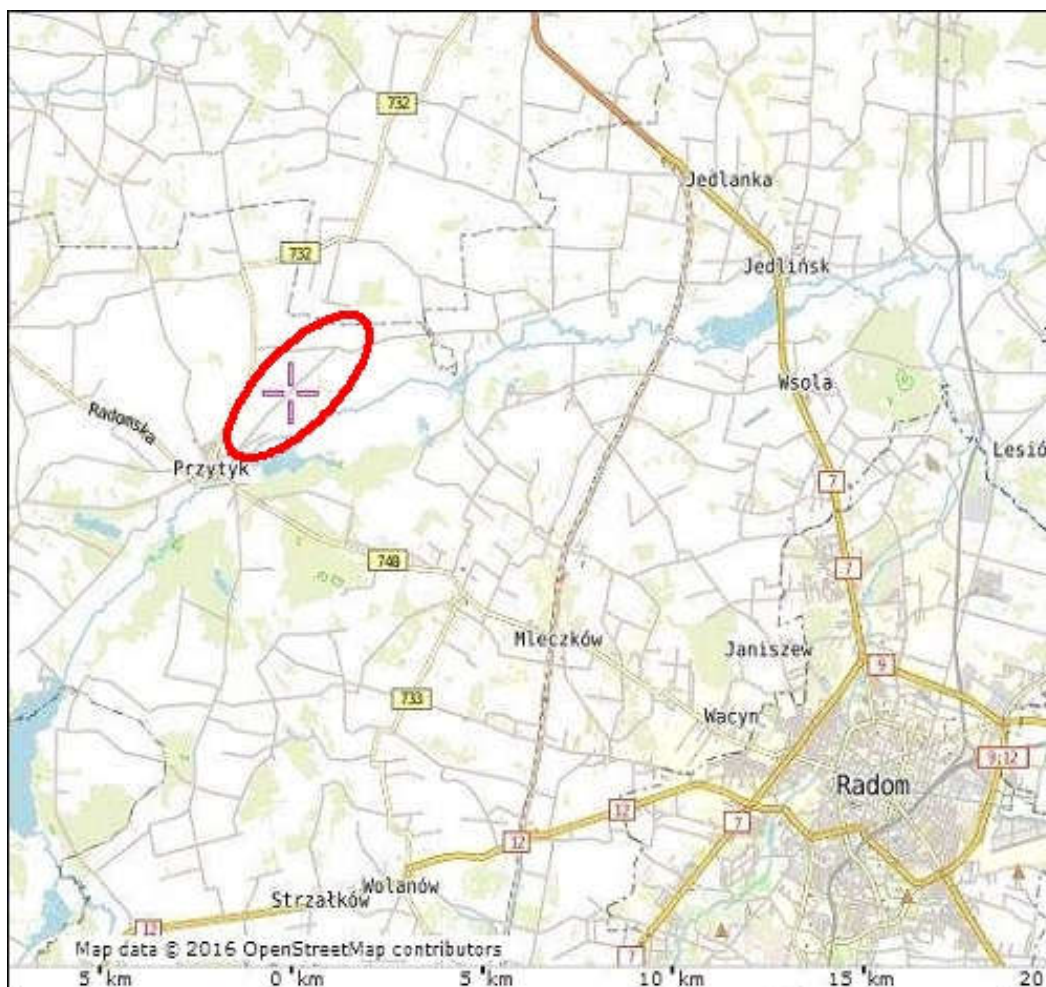 732
Jedlanka
732
Jedlińsk
Wsola
Radomska
Przytyk
Lesió
7
748
7
Mleczków
Janiszew
9
733
Wacyn
9;12
Radom
12
7
12
Wolanów
Strzałków
12
7
Map data © 2016 OpenStreetMap contributors
5 km 0 km 5 km 10 km 15 km 20